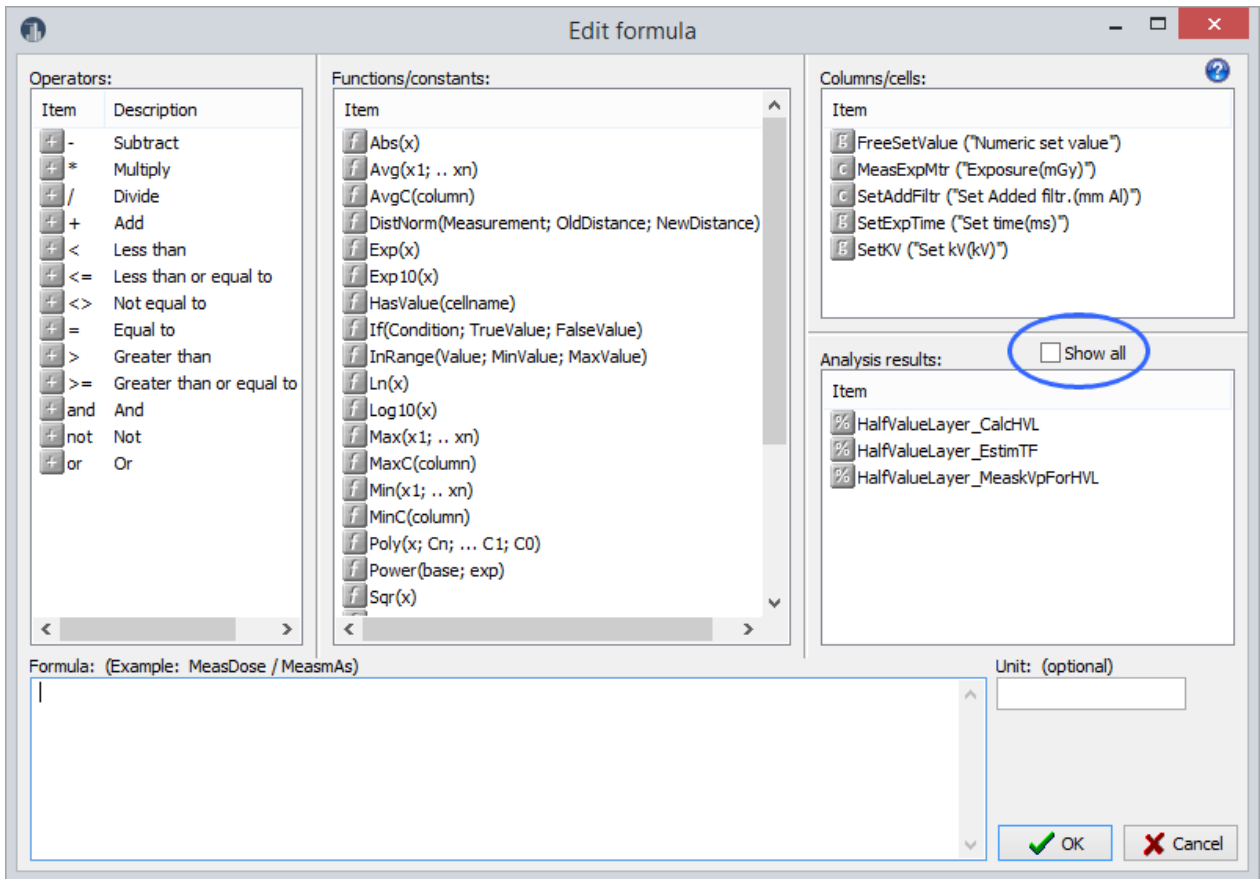 Edit formula
Operators:
Item Description
- Subtract
* Multiply
/ Divide
+ Add
< Less than
<= Less than or equal to
<> Not equal to
= Equal to
> Greater than
>= Greater than or equal to
and And
not Not
or Or
Functions/constants:
Item
Abs(x)
Avg(x1; .. xn)
AvgC(column)
DistNorm(Measurement; OldDistance; NewDistance)
Exp(x)
Exp10(x)
HasValue(cellname)
If(Condition; TrueValue; FalseValue)
InRange(Value; MinValue; MaxValue)
Ln(x)
Log10(x)
Max(x1; .. xn)
MaxC(column)
Min(x1; .. xn)
MinC(column)
Poly(x; Cn; ... C1; C0)
Power(base; exp)
Sqr(x)
Columns/cells:
Item
FreeSetValue ("Numeric set value")
MeasExpMtr ("Exposure(mGy)")
SetAddFiltr ("Set Added filtr.(mm Al)")
SetExpTime ("Set time(ms)")
SetKV ("Set kV(kV)")
Analysis results:
Show all
Item
HalfValueLayer_CalcHVL
HalfValueLayer_EstimTF
HalfValueLayer_MeaskVpForHVL
Formula: (Example: MeasDose / MeasmAs)
Unit: (optional)
OK
Cancel